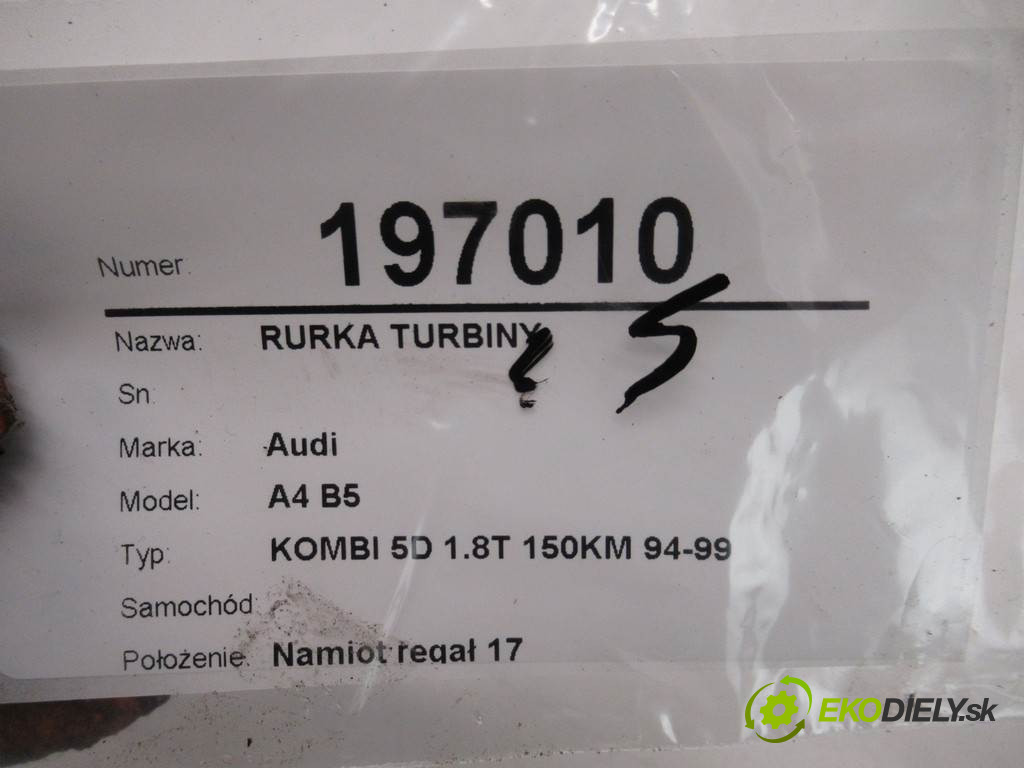 Numer: 197010
Nazwa: RURKA TURBINY
Sn:
Marka: Audi
Model: A4 B5
Typ: KOMBI 5D 1.8T 150KM 94-99
Samochód:
Położenie: Namiot regał 17
EKODIELY.sk